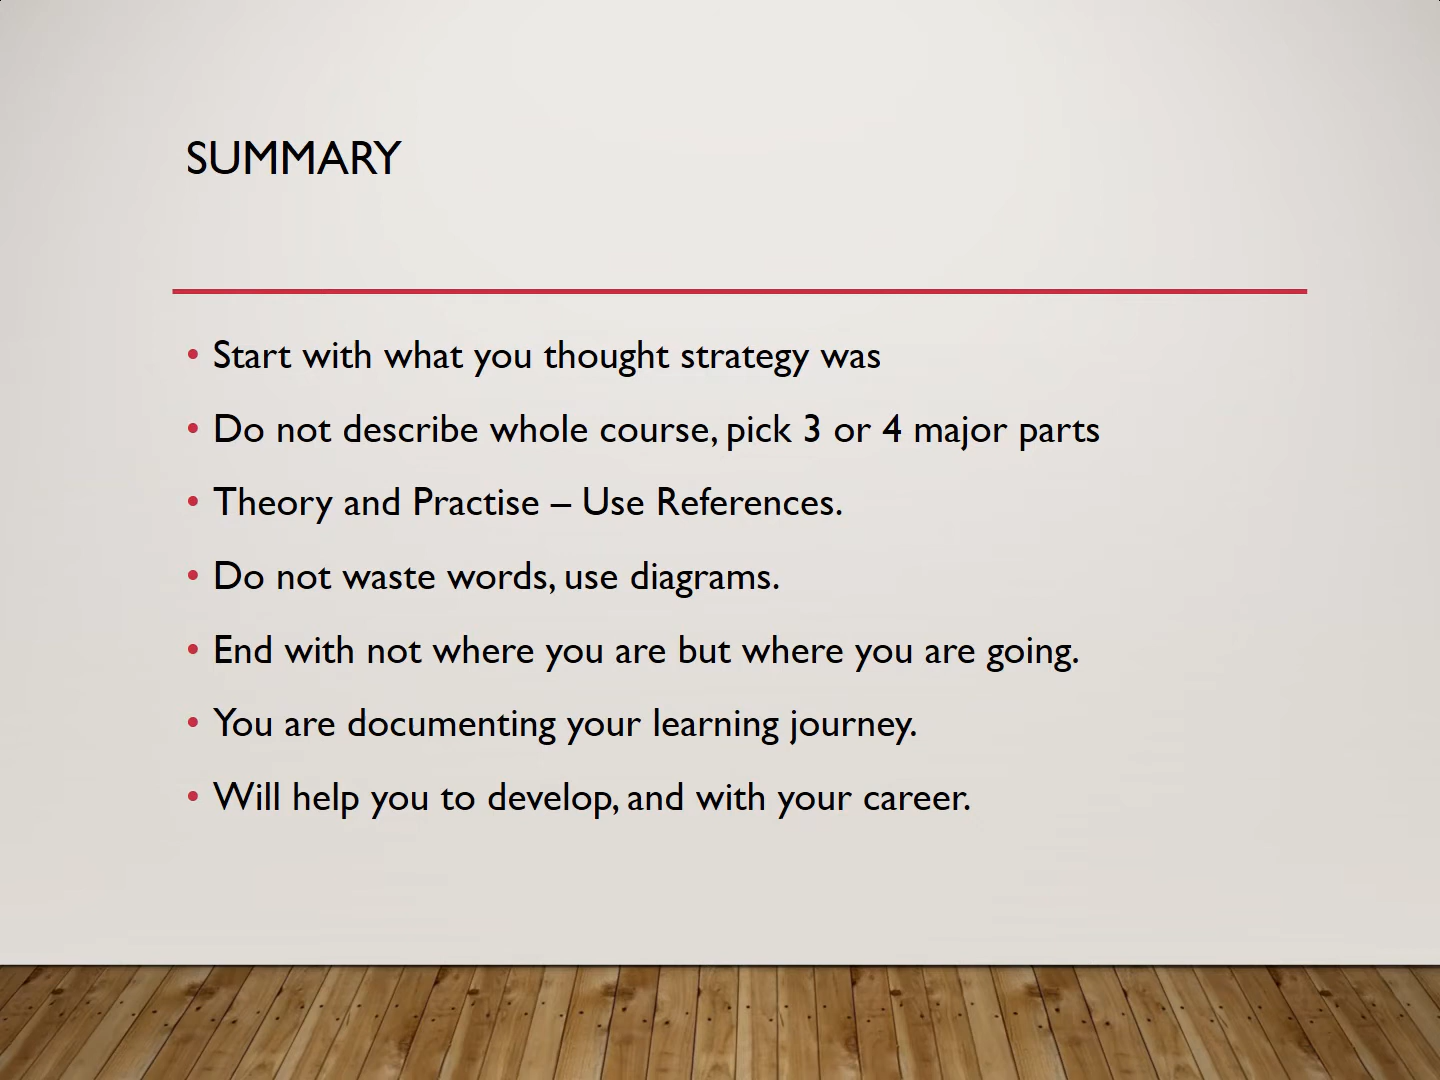 SUMMARY
• Start with what you thought strategy was
• Do not describe whole course, pick 3 or 4 major parts
• Theory and Practise – Use References.
• Do not waste words, use diagrams.
• End with not where you are but where you are going.
• You are documenting your learning journey.
• Will help you to develop, and with your career.